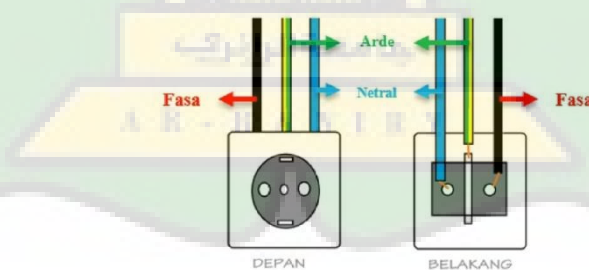 Arde
Fasa
Netral
Fasa
A R - R A N I R Y
DEPAN
BELAKANG